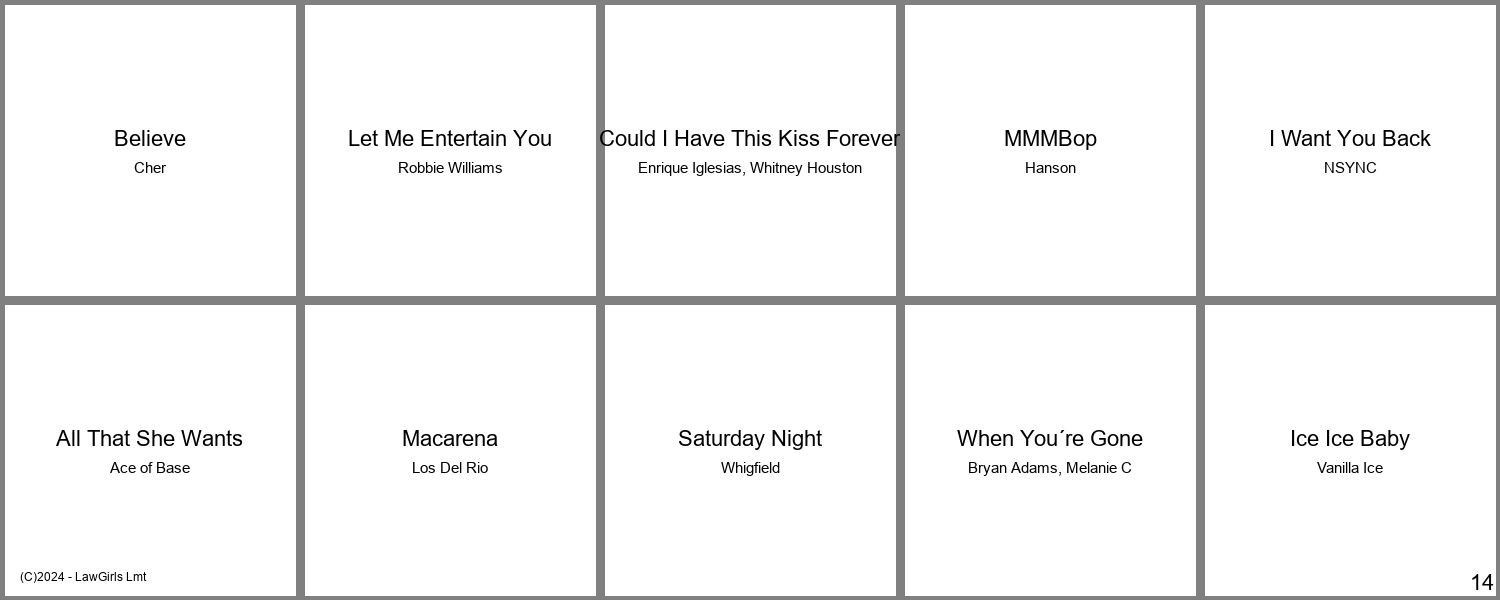 Believe
Cher
Let Me Entertain You
Robbie Williams
Could I Have This Kiss Forever
Enrique Iglesias, Whitney Houston
MMMBop
Hanson
I Want You Back
NSYNC
All That She Wants
Ace of Base
Macarena
Los Del Rio
Saturday Night
Whigfield
When You´re Gone
Bryan Adams, Melanie C
Ice Ice Baby
Vanilla Ice
(C)2024 - LawGirls Lmt
14